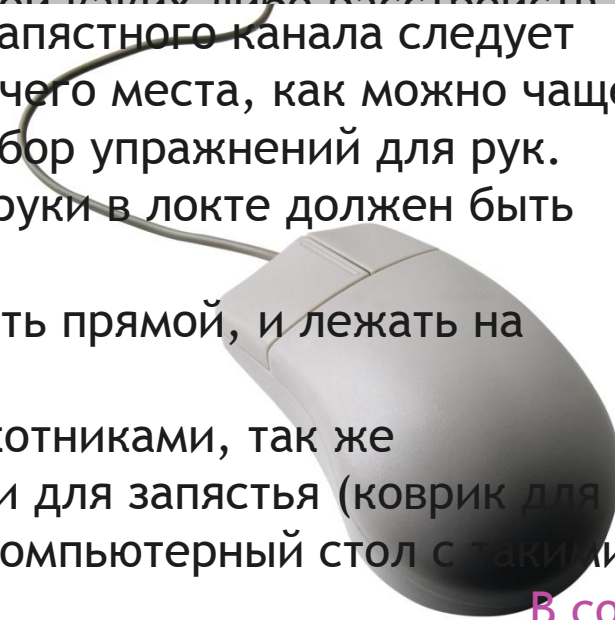 апястного канала следует
чего места, как можно чаще
бор упражнений для рук.
руки в локте должен быть
ть прямой, и лежать на
котниками, так же
и для запястья (коврик для
омпьютерный стол с такими
В со